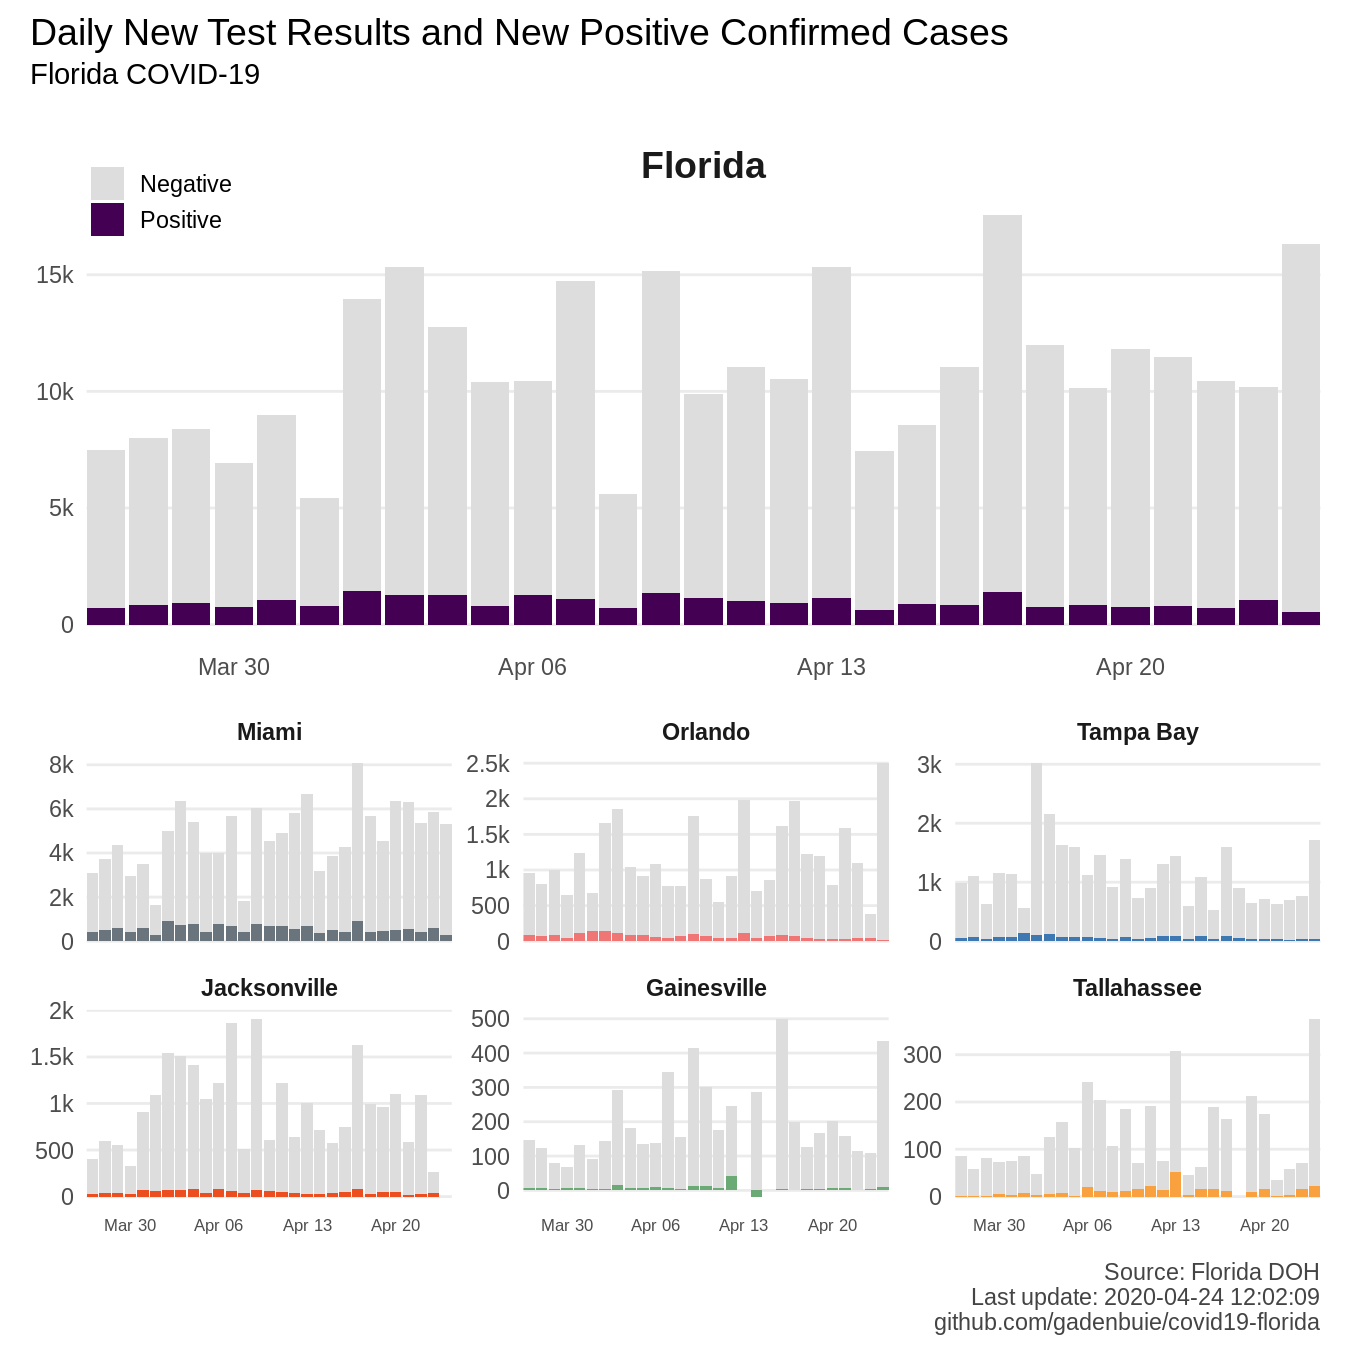 Daily New Test Results and New Positive Confirmed Cases
Florida COVID-19
Florida
Negative
Positive
15k
10k
5k
0
Mar 30 Apr 06 Apr 13 Apr 20
Miami
8k
6k
4k
2k
0
Orlando
2.5k
2k
1.5k
1k
500
0
Tampa Bay
3k
2k
1k
0
Jacksonville
2k
1.5k
1k
500
0
Mar 30 Apr 06 Apr 13 Apr 20
Gainesville
500
400
300
200
100
0
Mar 30 Apr 06 Apr 13 Apr 20
Tallahassee
300
200
100
0
Mar 30 Apr 06 Apr 13 Apr 20
Source: Florida DOH
Last update: 2020-04-24 12:02:09
github.com/gadenbuie/covid19-florida